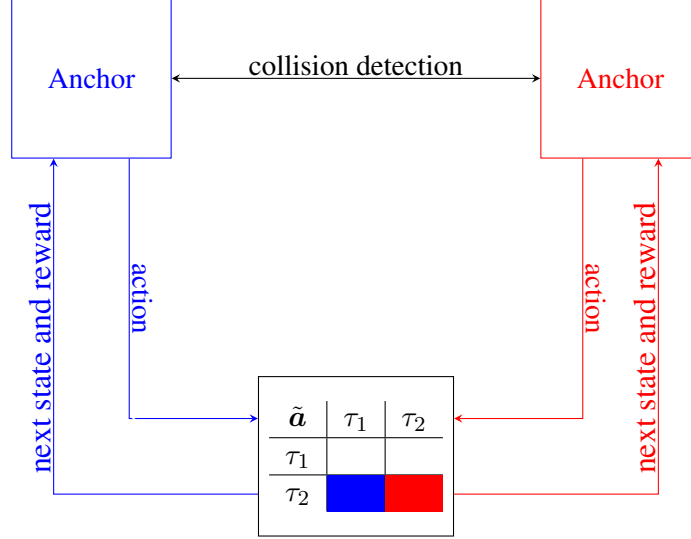 Anchor
collision detection
Anchor
next state and reward
action
action
next state and reward
ã τ₁ τ₂
τ₁
τ₂